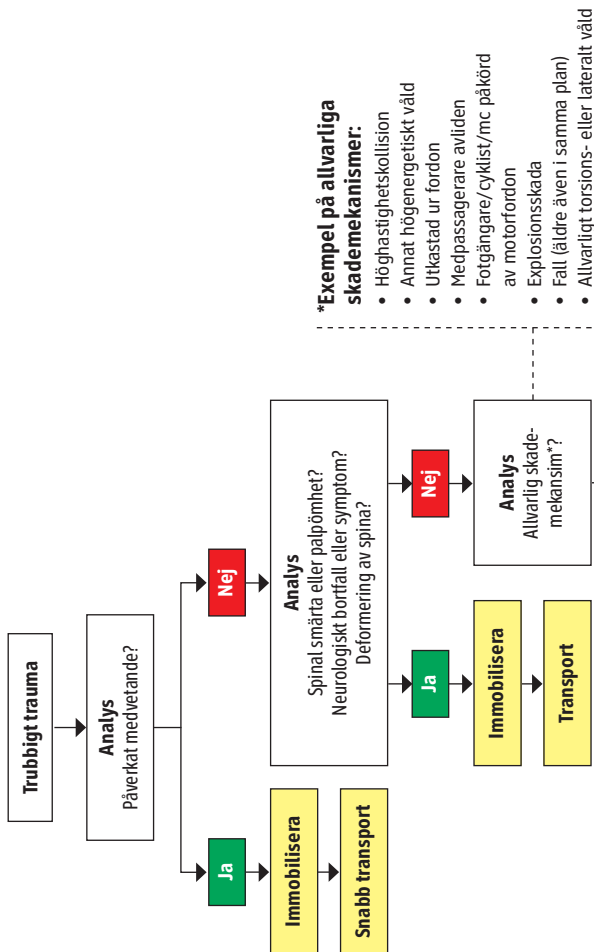 Trubbigt trauma
Analys
Påverkat medvetande?
Ja
Immobilisera
Snabb transport
Nej
Analys
Spinal smärta eller palpömhet?
Neurologiskt bortfall eller symptom?
Deformering av spina?
Ja
Immobilisera
Transport
Nej
Analys
Allvarlig skade-
mekansim*?
*Exempel på allvarliga
skademekanismer:
• Höghastighetskollision
• Annat högenergetiskt våld
• Utkastad ur fordon
• Medpassagerare avliden
• Fotgängare/cyklist/mc påkörd
av motorfordon
• Explosionsskada
• Fall (äldre även i samma plan)
• Allvarligt torsions- eller lateralt våld